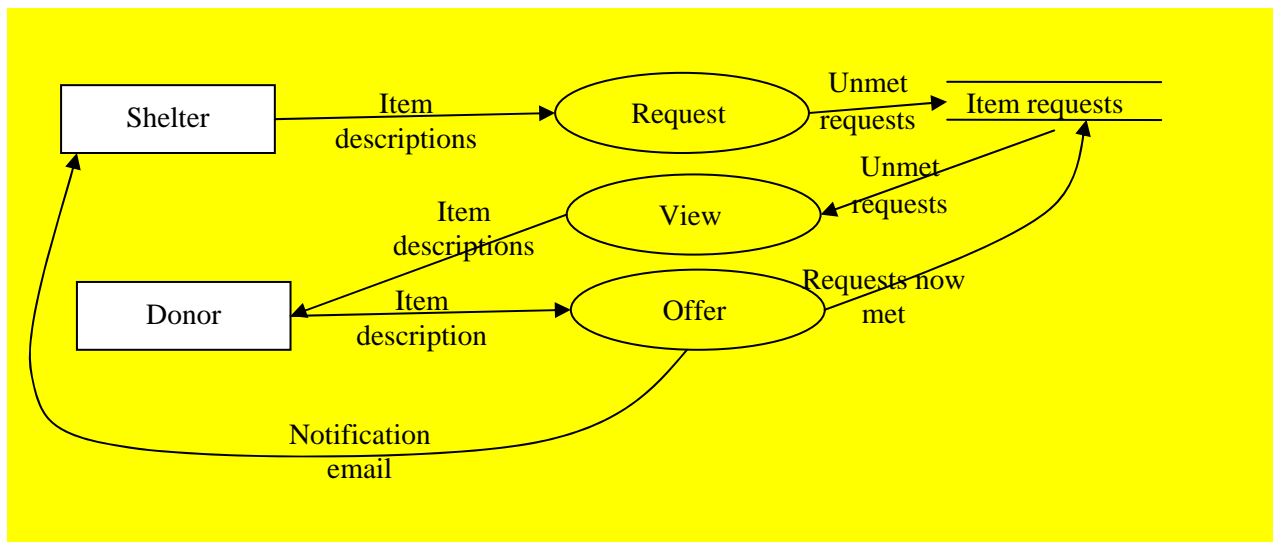 Shelter
Item
descriptions
Request
Unmet
requests
Item requests
Unmet
requests
View
Item
descriptions
Donor
Item
description
Offer
Requests now
met
Notification
email